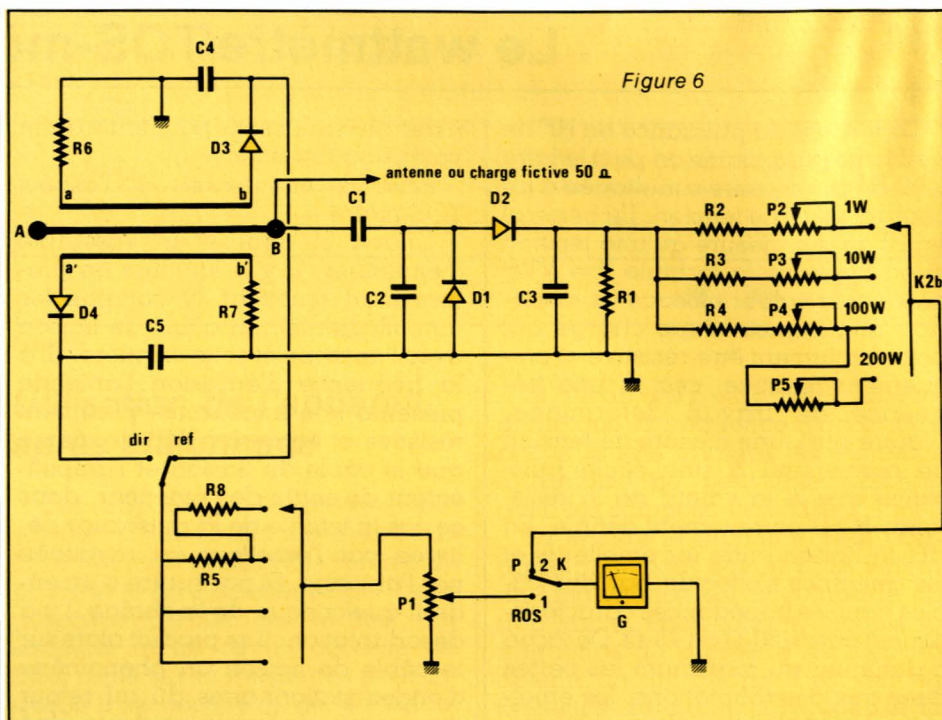 Figure 6
C4
R6
D3
a
b
antenne ou charge fictive 50 Ω
A
B
C1
D2
R2
P2
1W
a'
b'
R3
P3
10W
K2b
D4
R7
C2
D1
C3
R1
R4
P4
100W
C5
200W
P5
dir
ref
R8
R5
P
2
K
P1
1
ROS
G